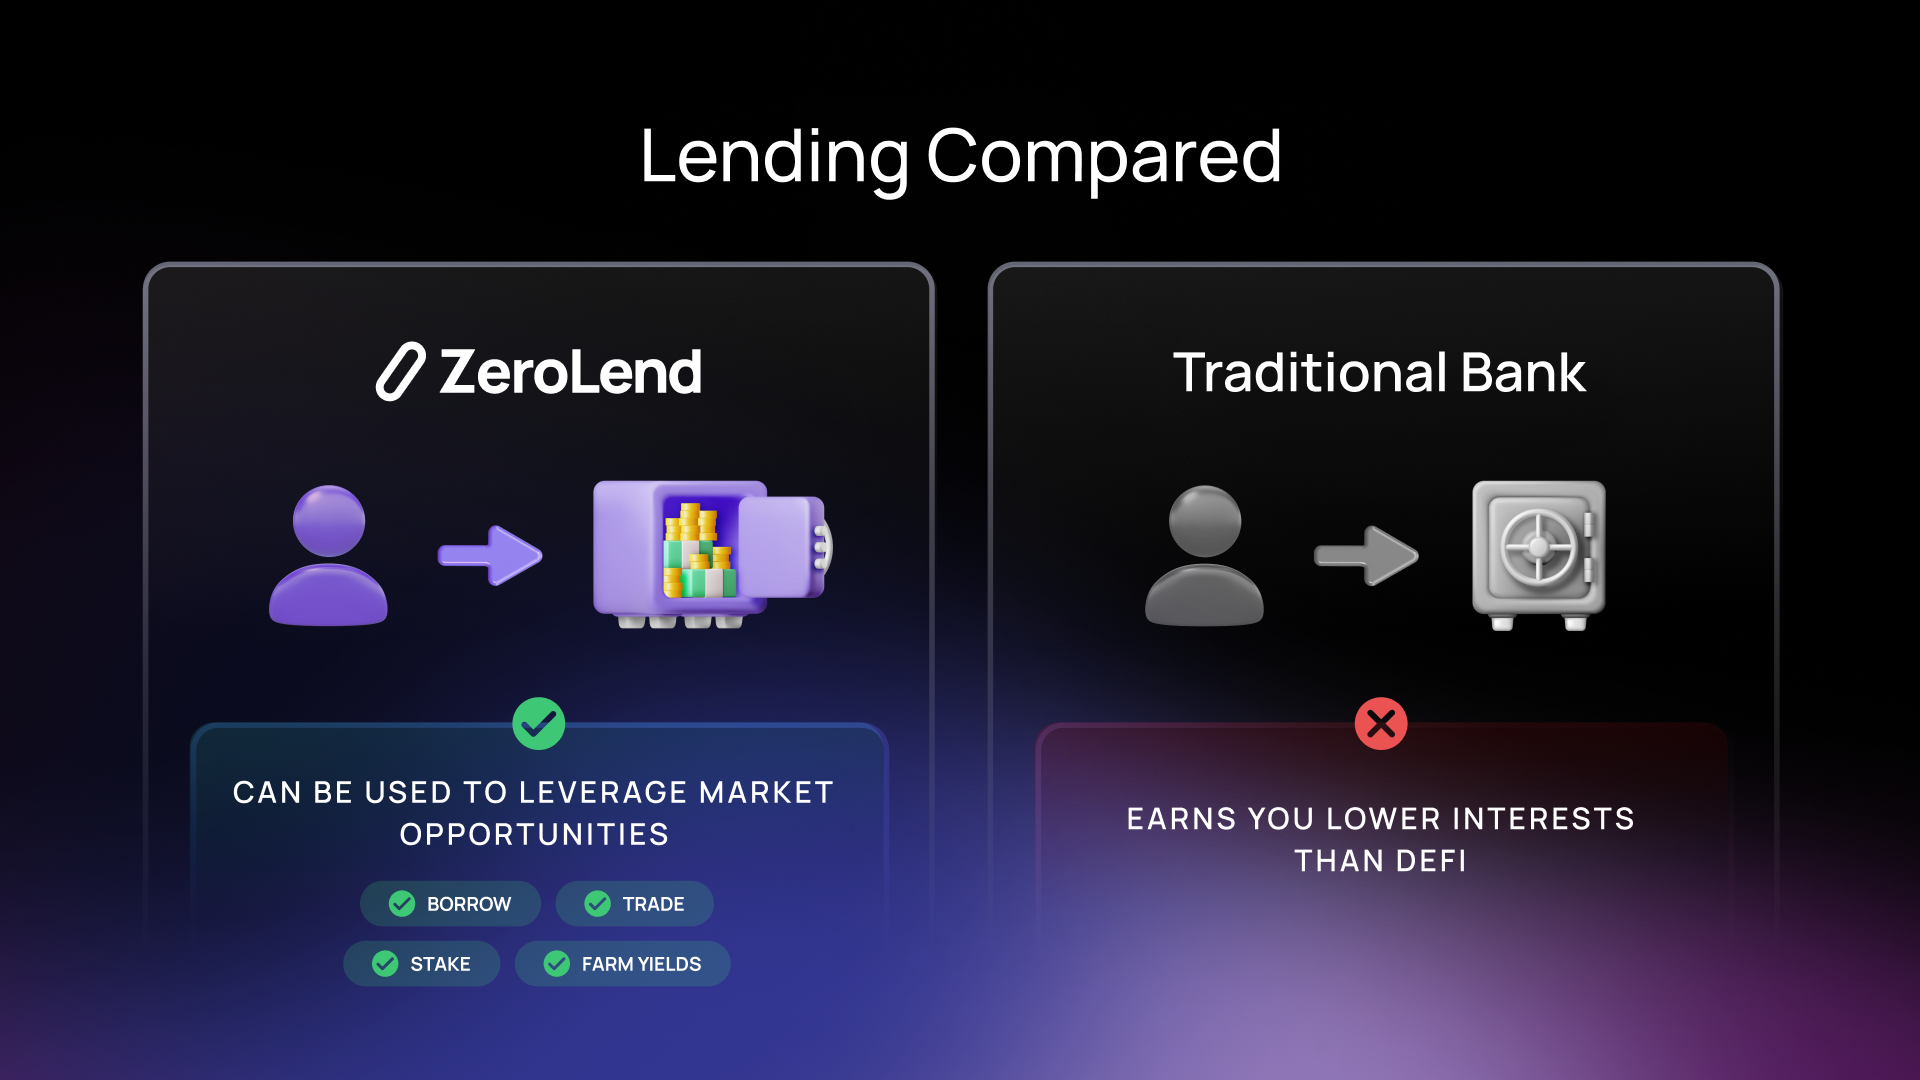 Lending Compared
ZeroLend
CAN BE USED TO LEVERAGE MARKET
OPPORTUNITIES
BORROW
TRADE
STAKE
FARM YIELDS
Traditional Bank
EARNS YOU LOWER INTERESTS
THAN DEFI